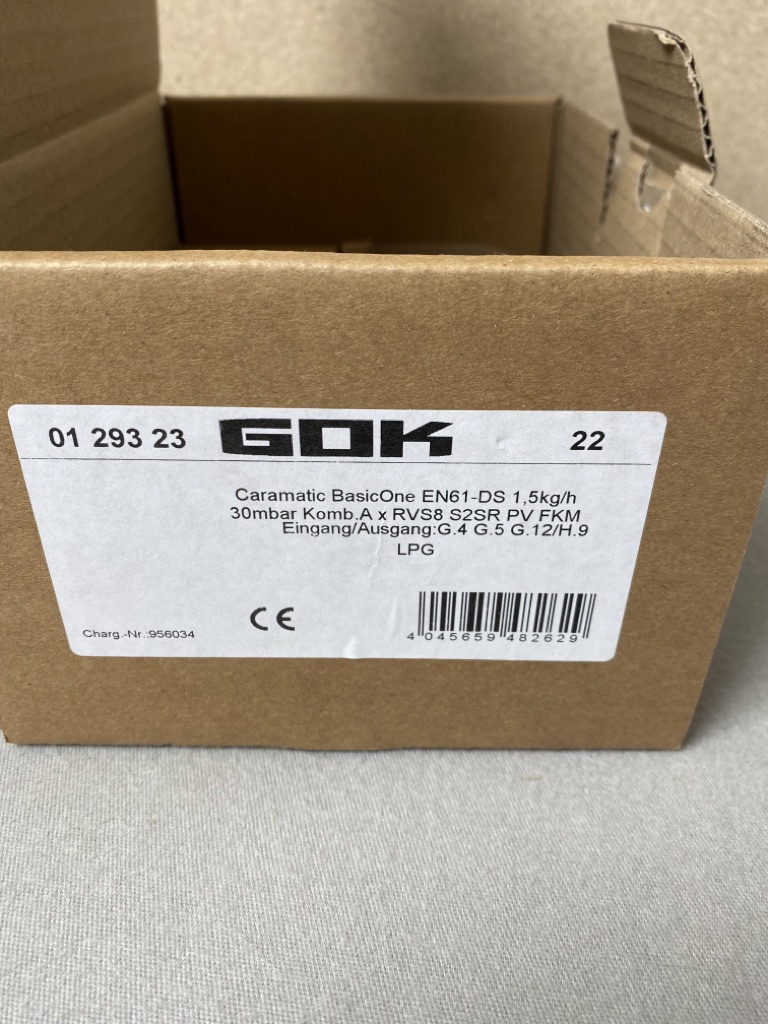 01 293 23 GOK 22
Caramatic BasicOne EN61-DS 1,5kg/h
30mbar Komb.A x RVS8 S2SR PV FKM
Eingang/Ausgang:G.4 G.5 G.12/H.9
LPG
Charg.-Nr.:956034 CE
4 045659 482629